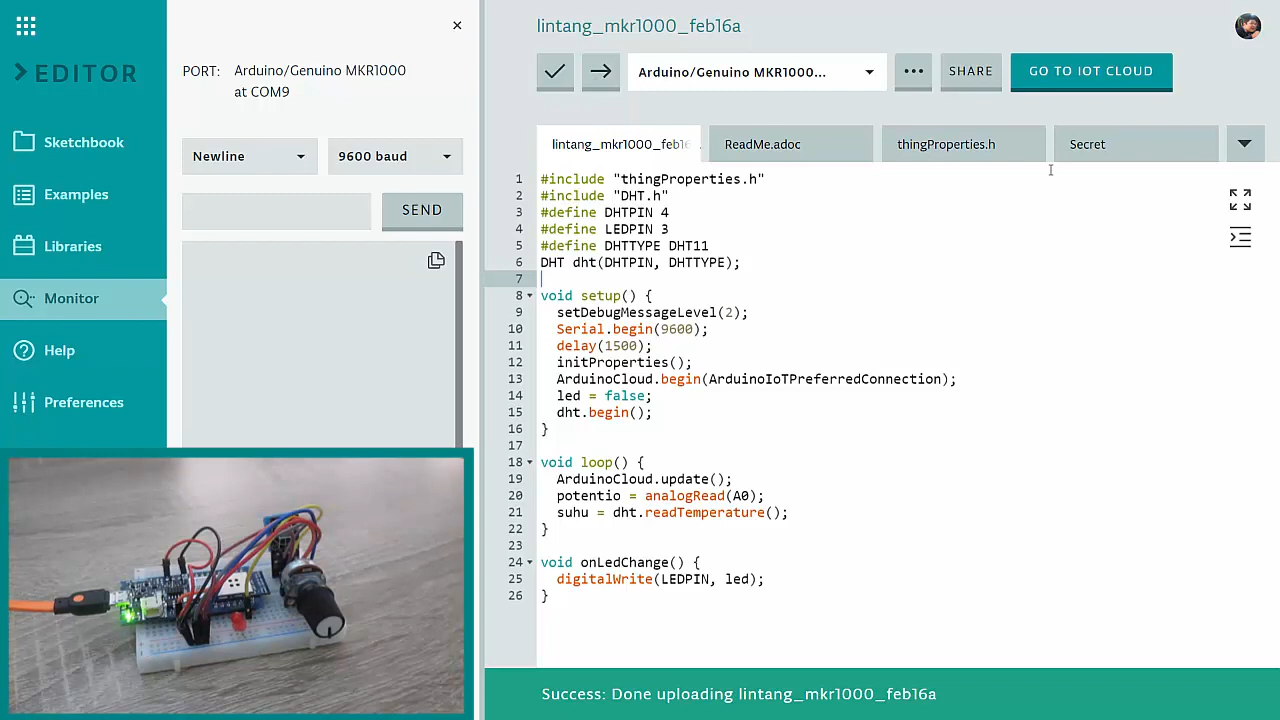 EDITOR
Sketchbook
Examples
Libraries
Monitor
Help
Preferences
PORT: Arduino/Genuino MKR1000
at COM9
Newline
9600 baud
SEND
lintang_mkr1000_feb16a
Arduino/Genuino MKR1000...
SHARE
GO TO IOT CLOUD
lintang_mkr1000_feb16
ReadMe.adoc
thingProperties.h
Secret
1 #include "thingProperties.h"
2 #include "DHT.h"
3 #define DHTPIN 4
4 #define LEDPIN 3
5 #define DHTTYPE DHT11
6 DHT dht(DHTPIN, DHTTYPE);
7
8 void setup() {
9 setDebugMessageLevel(2);
10 Serial.begin(9600);
11 delay(1500);
12 initProperties();
13 ArduinoCloud.begin(ArduinoIoTPreferredConnection);
14 led = false;
15 dht.begin();
16 }
17
18 void loop() {
19 ArduinoCloud.update();
20 potentio = analogRead(A0);
21 suhu = dht.readTemperature();
22 }
23
24 void onLedChange() {
25 digitalWrite(LEDPIN, led);
26 }
Success: Done uploading lintang_mkr1000_feb16a